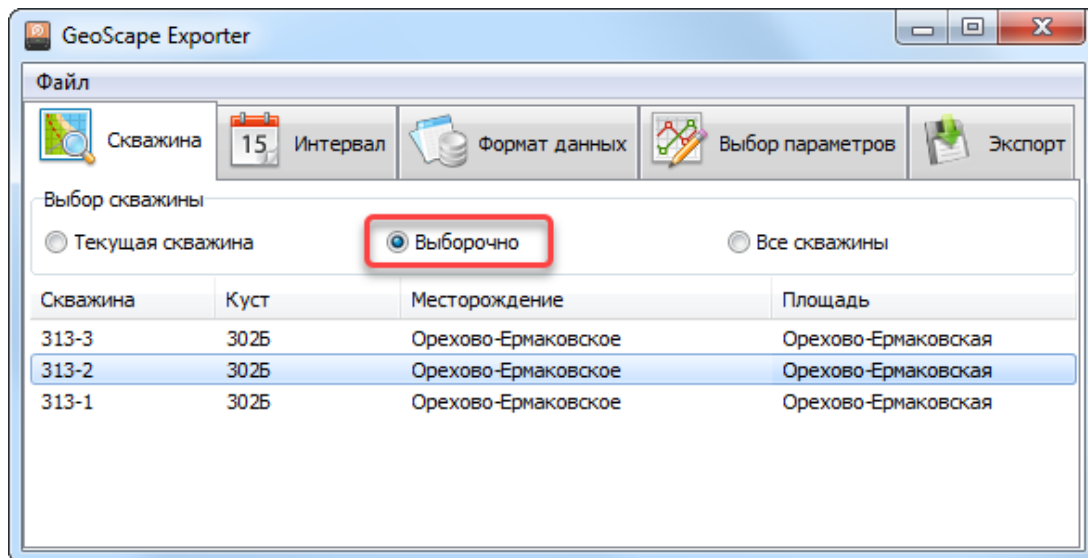 GeoScape Exporter
Файл
Скважина 15 Интервал Формат данных Выбор параметров Экспорт
Выбор скважины
Текущая скважина Выборочно Все скважины
Скважина Куст Месторождение Площадь
313-3 302Б Орехово-Ермаковское Орехово-Ермаковская
313-2 302Б Орехово-Ермаковское Орехово-Ермаковская
313-1 302Б Орехово-Ермаковское Орехово-Ермаковская